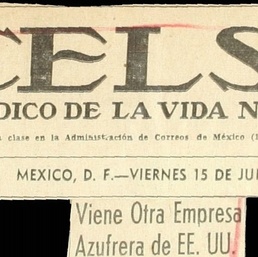 CELS
DICO DE LA VIDA N
clase en la Administración de Correos de México (1
MEXICO, D. F.—VIERNES 15 DE JU
Viene Otra Empresa
Azufrera de EE. UU.